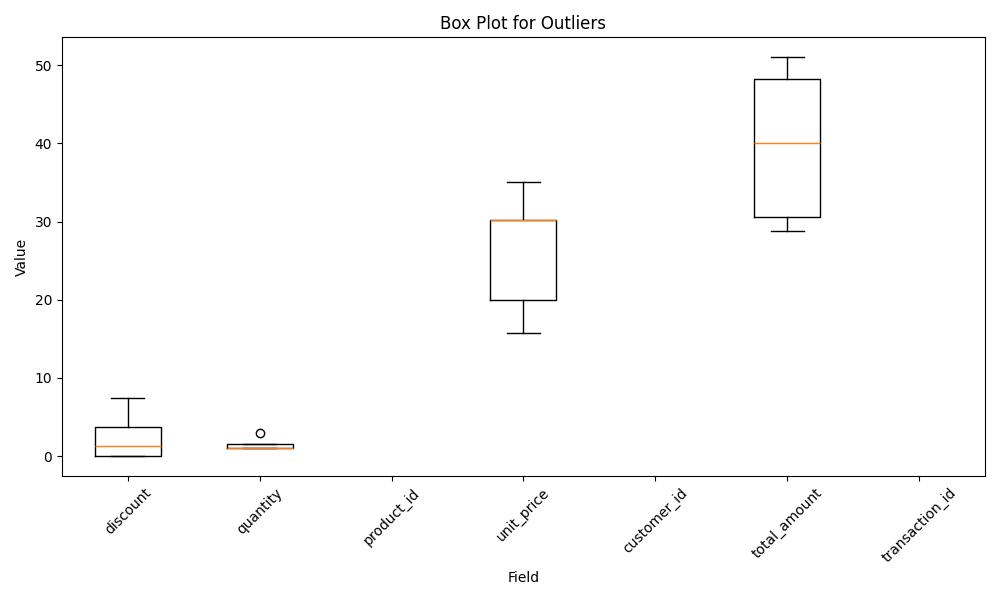 Box Plot for Outliers
Value
50
40
30
20
10
0
discount
quantity
product_id
unit_price
customer_id
total_amount
transaction_id
Field